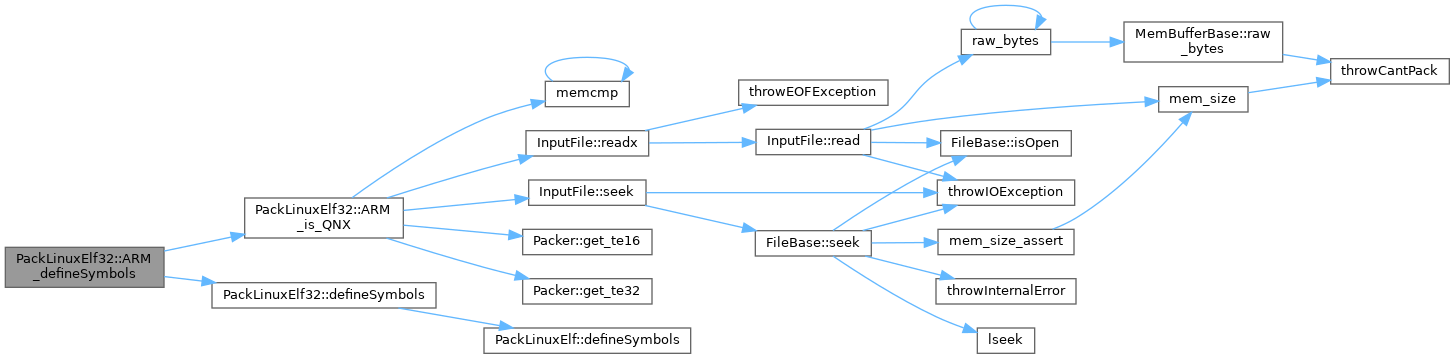 PackLinuxElf32::ARM
_defineSymbols
PackLinuxElf32::ARM
_is_QNX
PackLinuxElf32::defineSymbols
memcmp
InputFile::readx
InputFile::seek
Packer::get_te16
Packer::get_te32
PackLinuxElf::defineSymbols
throwEOFException
InputFile::read
FileBase::seek
raw_bytes
mem_size
FileBase::isOpen
throwIOException
mem_size_assert
throwInternalError
lseek
MemBufferBase::raw
_bytes
throwCantPack